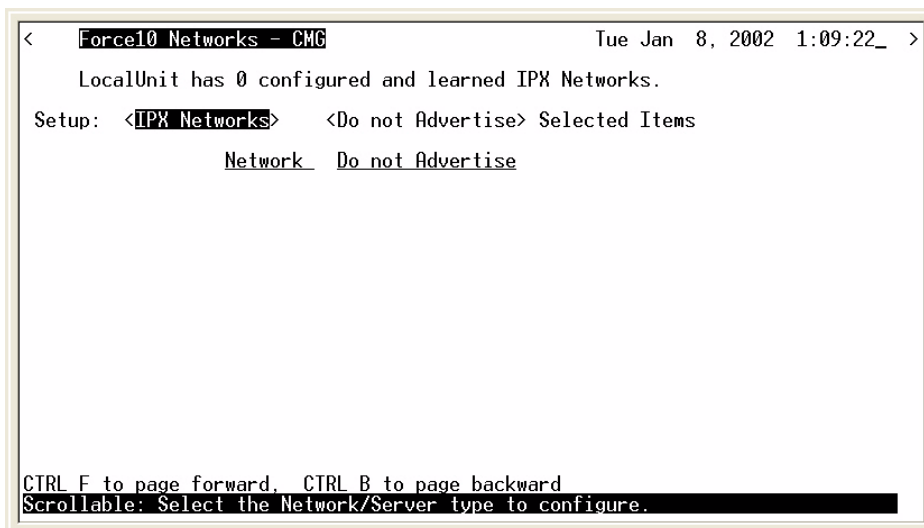 < Force10 Networks - CMG Tue Jan 8, 2002 1:09:22_ >
LocalUnit has 0 configured and learned IPX Networks.
Setup: <IPX Networks> <Do not Advertise> Selected Items
Network Do not Advertise
CTRL F to page forward, CTRL B to page backward
Scrollable: Select the Network/Server type to configure.